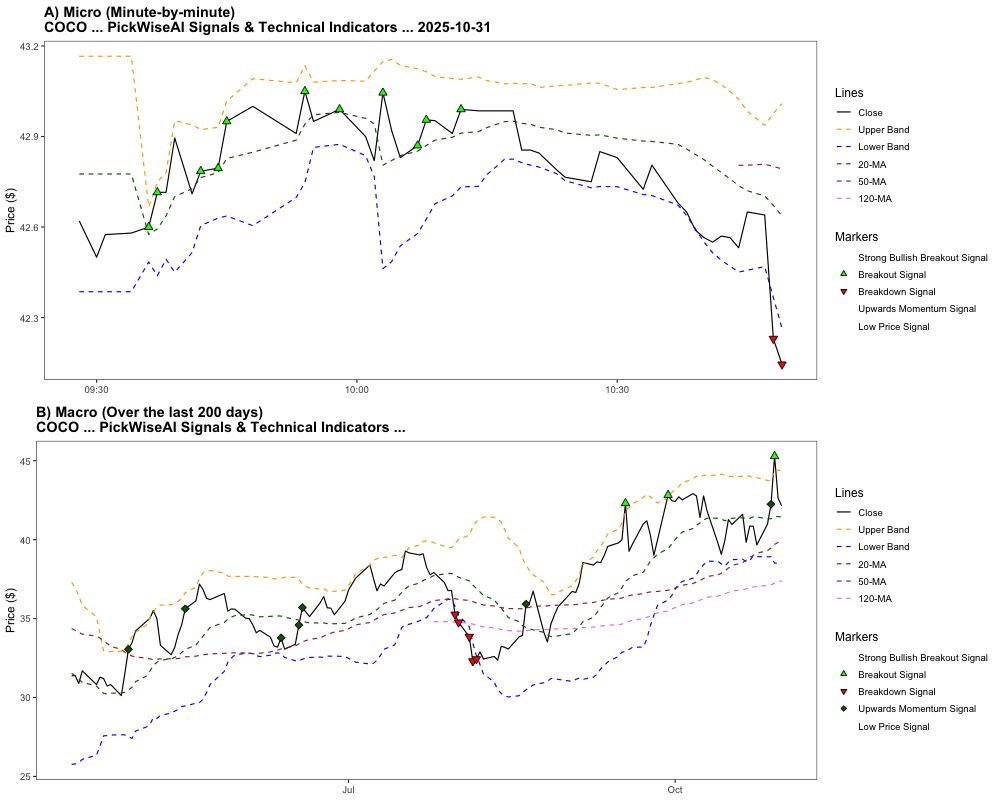 A) Micro (Minute-by-minute)
COCO ... PickWiseAI Signals & Technical Indicators ... 2025-10-31
43.2
42.9
42.6
42.3
Price ($)
09:30
10:00
10:30
Lines
Close
Upper Band
Lower Band
20-MA
50-MA
120-MA
Markers
Strong Bullish Breakout Signal
Breakout Signal
Breakdown Signal
Upwards Momentum Signal
Low Price Signal
B) Macro (Over the last 200 days)
COCO ... PickWiseAI Signals & Technical Indicators ...
45
40
35
30
25
Price ($)
Jul
Oct
Lines
Close
Upper Band
Lower Band
20-MA
50-MA
120-MA
Markers
Strong Bullish Breakout Signal
Breakout Signal
Breakdown Signal
Upwards Momentum Signal
Low Price Signal